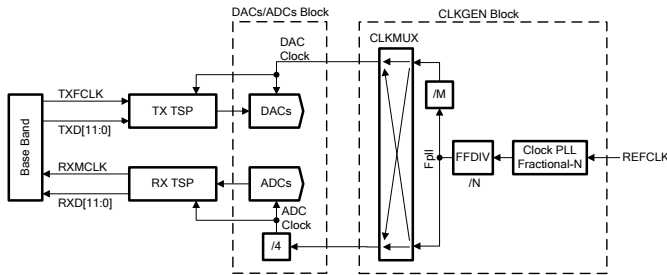 DACs/ADCs Block
CLKGEN Block
DAC
Clock
CLKMUX
Base Band
TXFCLK
TXD[11:0]
TX TSP
DACs
/M
RXMCLK
RXD[11:0]
RX TSP
ADCs
ADC
Clock
/4
Fpll
FFDIV
/N
Clock PLL
Fractional-N
REFCLK